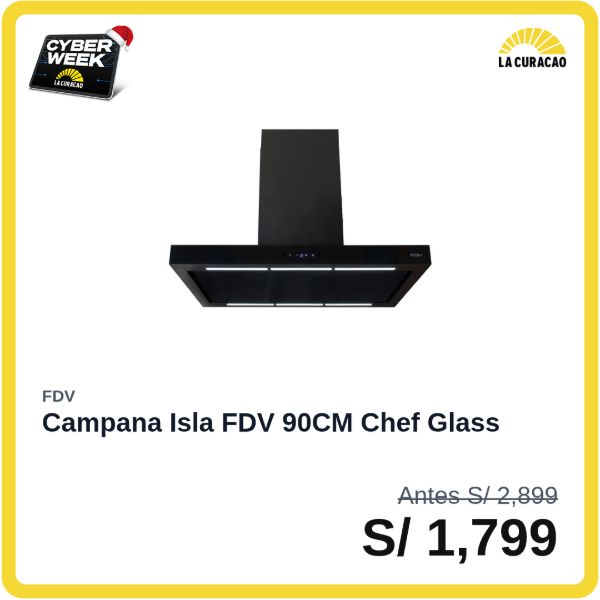 CYBER
WEEK
LA CURACAO
LA CURACAO
FDV
Campana Isla FDV 90CM Chef Glass
Antes S/ 2,899
S/ 1,799